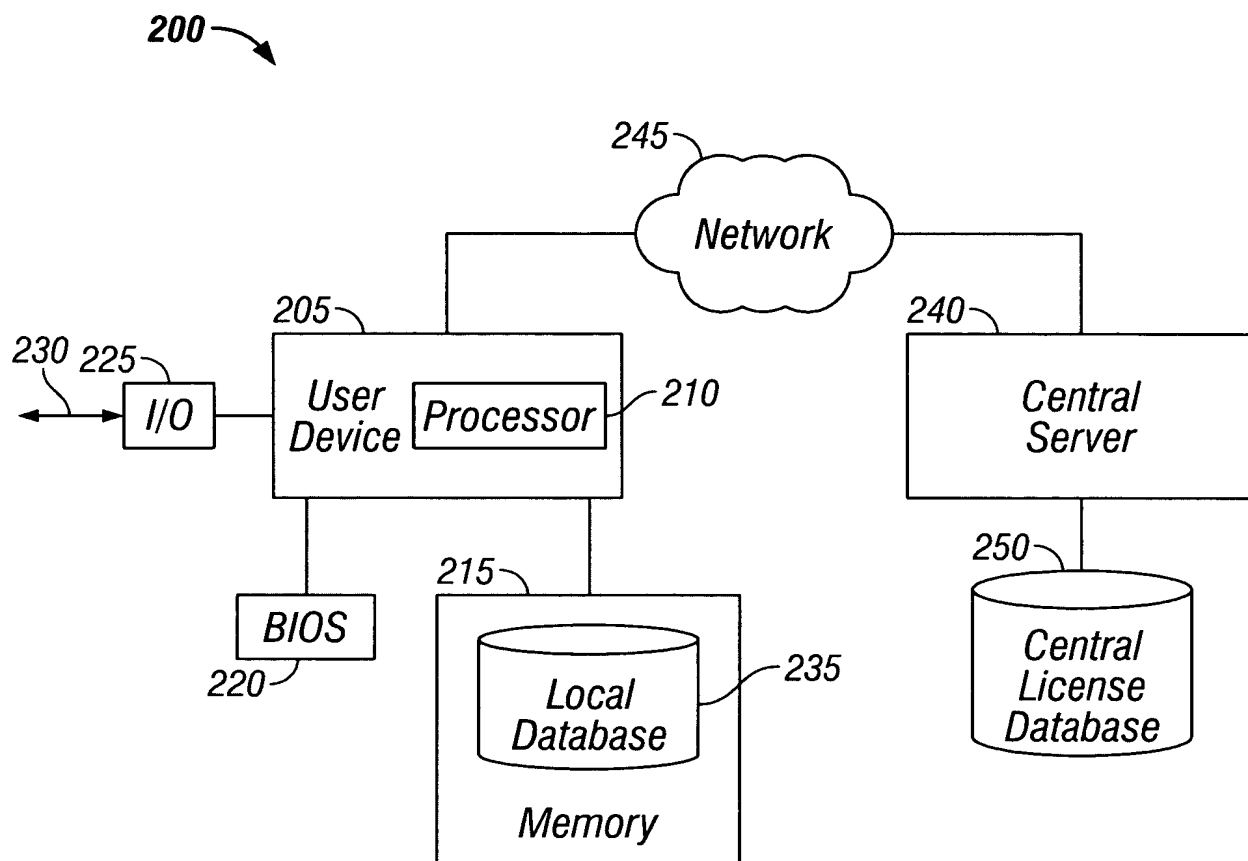 200
245
Network
205
240
230
225
I/O
User
Device
Processor
210
Central
Server
215
250
BIOS
220
Local
Database
235
Central
License
Database
Memory